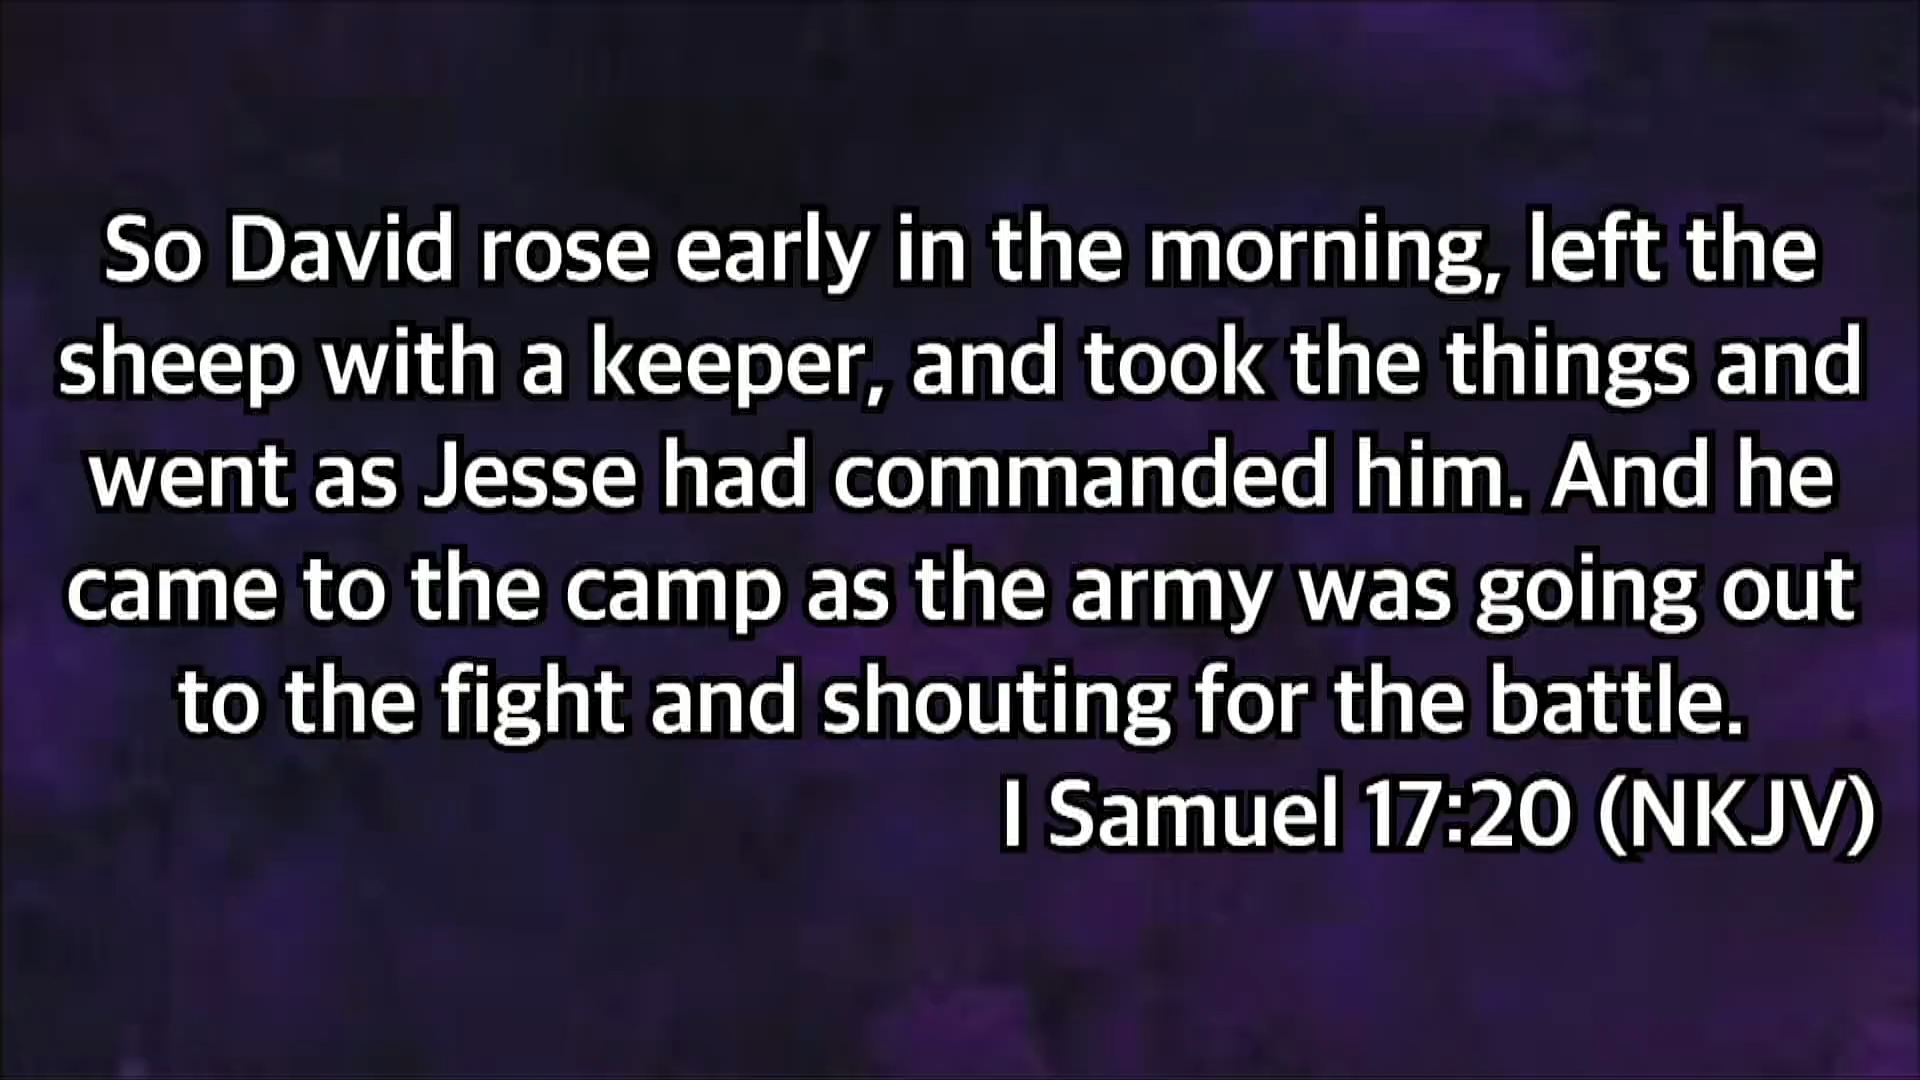 So David rose early in the morning, left the
sheep with a keeper, and took the things and
went as Jesse had commanded him. And he
came to the camp as the army was going out
to the fight and shouting for the battle.
I Samuel 17:20 (NKJV)